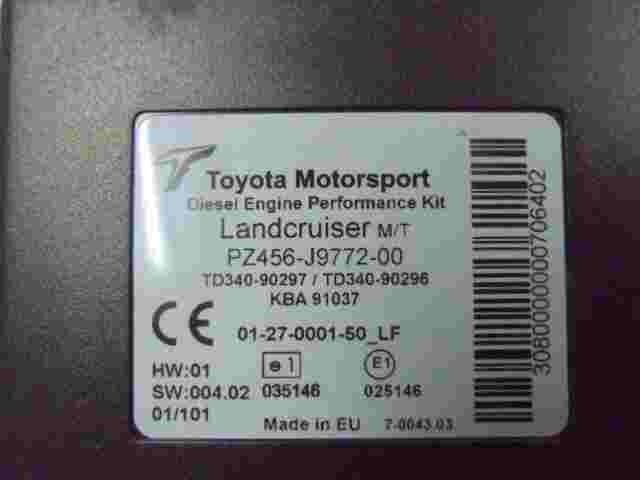 Toyota Motorsport
Diesel Engine Performance Kit
Landcruiser M/T
PZ456-J9772-00
TD340-90297 / TD340-90296
KBA 91037
CE 01-27-0001-50_LF
HW:01 e1 E1
SW:004.02 035146 025146
01/101
Made in EU 7-0043.03
3080000000706402